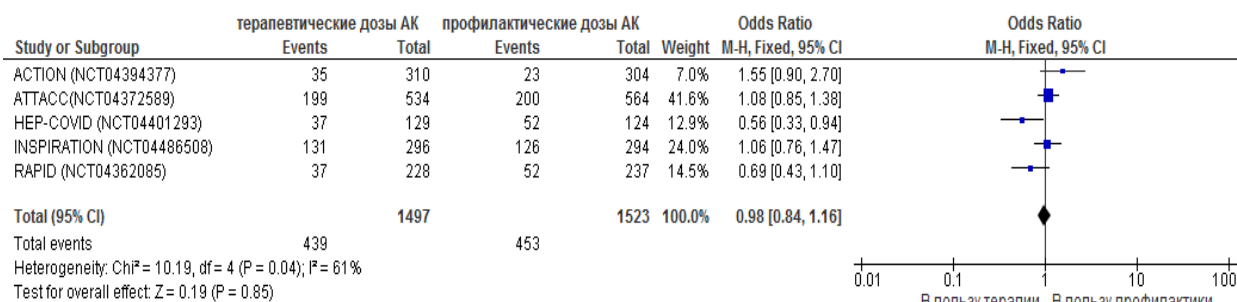 терапевтические дозы АК профилактические дозы АК Odds Ratio Odds Ratio
Study or Subgroup Events Total Events Total Weight M-H, Fixed, 95% CI M-H, Fixed, 95% CI
ACTION (NCT04394377) 35 310 23 304 7.0% 1.55 [0.90, 2.70]
ATTACC(NCT04372589) 199 534 200 564 41.6% 1.08 [0.85, 1.38]
HEP-COVID (NCT04401293) 37 129 52 124 12.9% 0.56 [0.33, 0.94]
INSPIRATION (NCT04486508) 131 296 126 294 24.0% 1.06 [0.76, 1.47]
RAPID (NCT04362085) 37 228 52 237 14.5% 0.69 [0.43, 1.10]
Total (95% CI) 1497 1523 100.0% 0.98 [0.84, 1.16]
Total events 439 453
Heterogeneity: Chi² = 10.19, df = 4 (P = 0.04); I² = 61%
Test for overall effect: Z = 0.19 (P = 0.85)
0.01 0.1 1 10 100
В пользу терапии В пользу профилактики